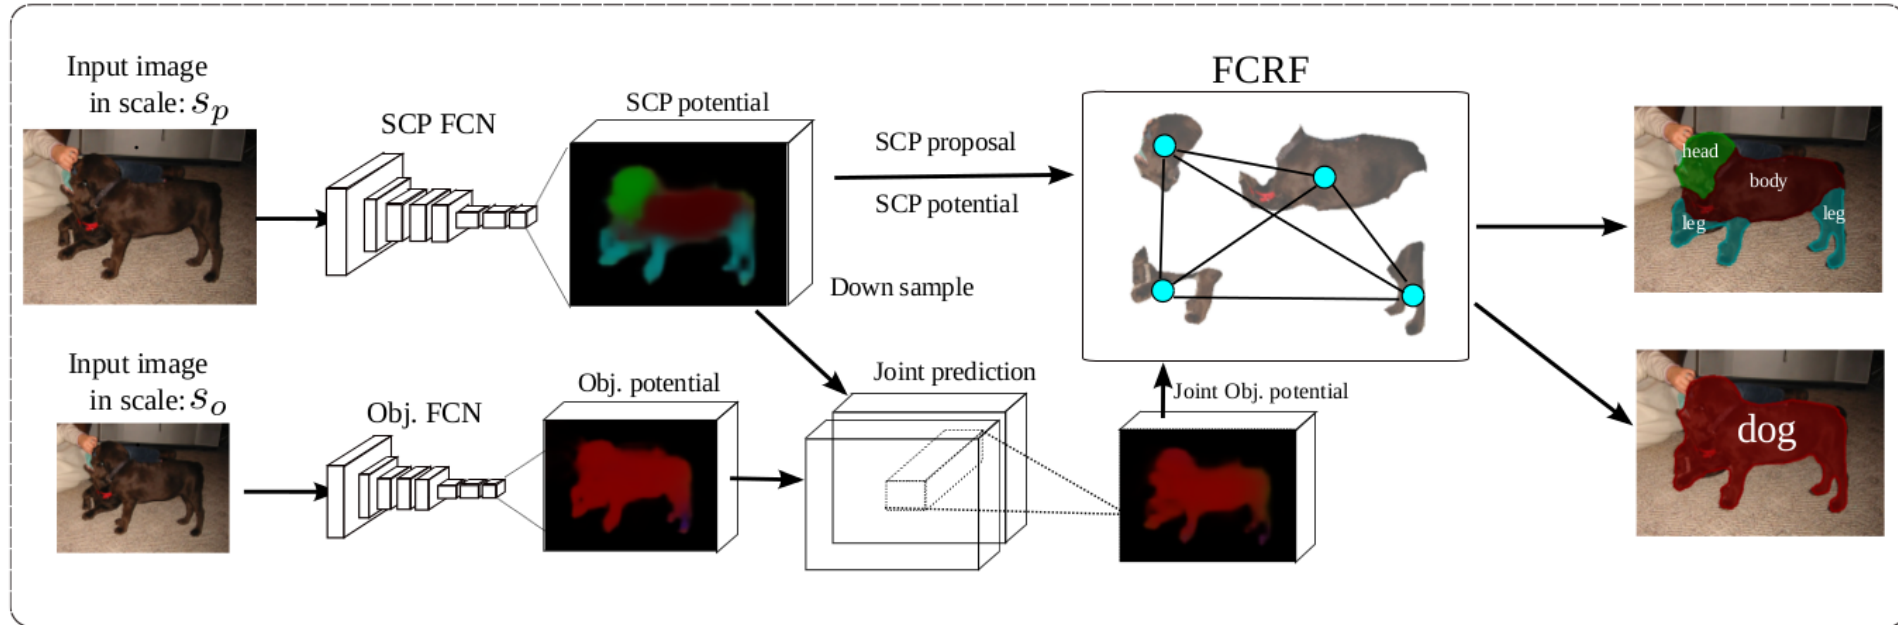 Input image
in scale: s_p
SCP FCN
SCP potential
SCP proposal
SCP potential
FCRF
head
body
leg
leg
Down sample
Input image
in scale: s_o
Obj. FCN
Obj. potential
Joint prediction
Joint Obj. potential
dog